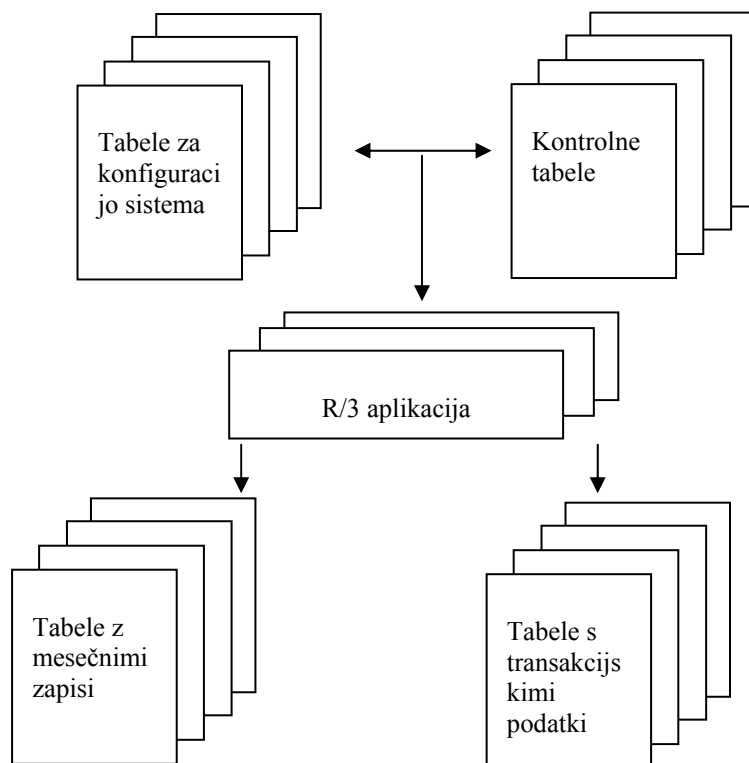 Tabele za
konfiguraci
jo sistema
Kontrolne
tabele
R/3 aplikacija
Tabele z
mesečnimi
zapisi
Tabele s
transakcijs
kimi
podatki